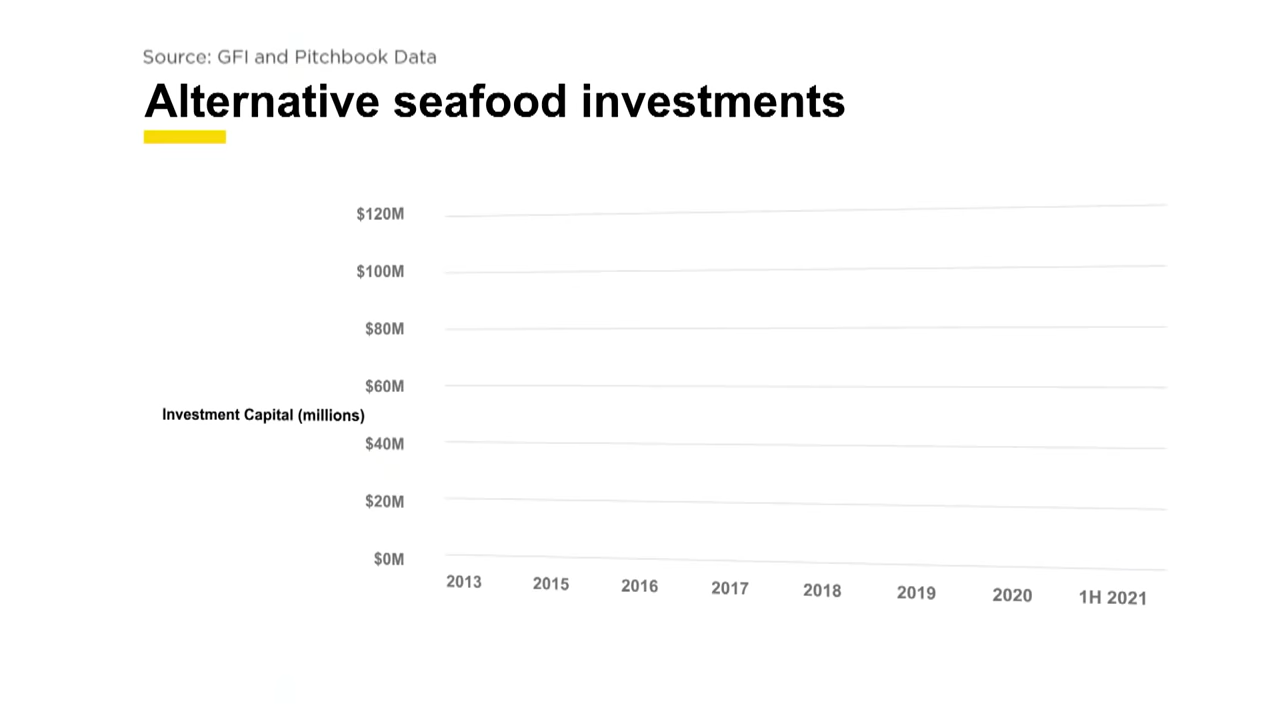 Source: GFI and Pitchbook Data
Alternative seafood investments
$120M
$100M
$80M
$60M
Investment Capital (millions)
$40M
$20M
$0M
2013 2015 2016 2017 2018 2019 2020 1H 2021